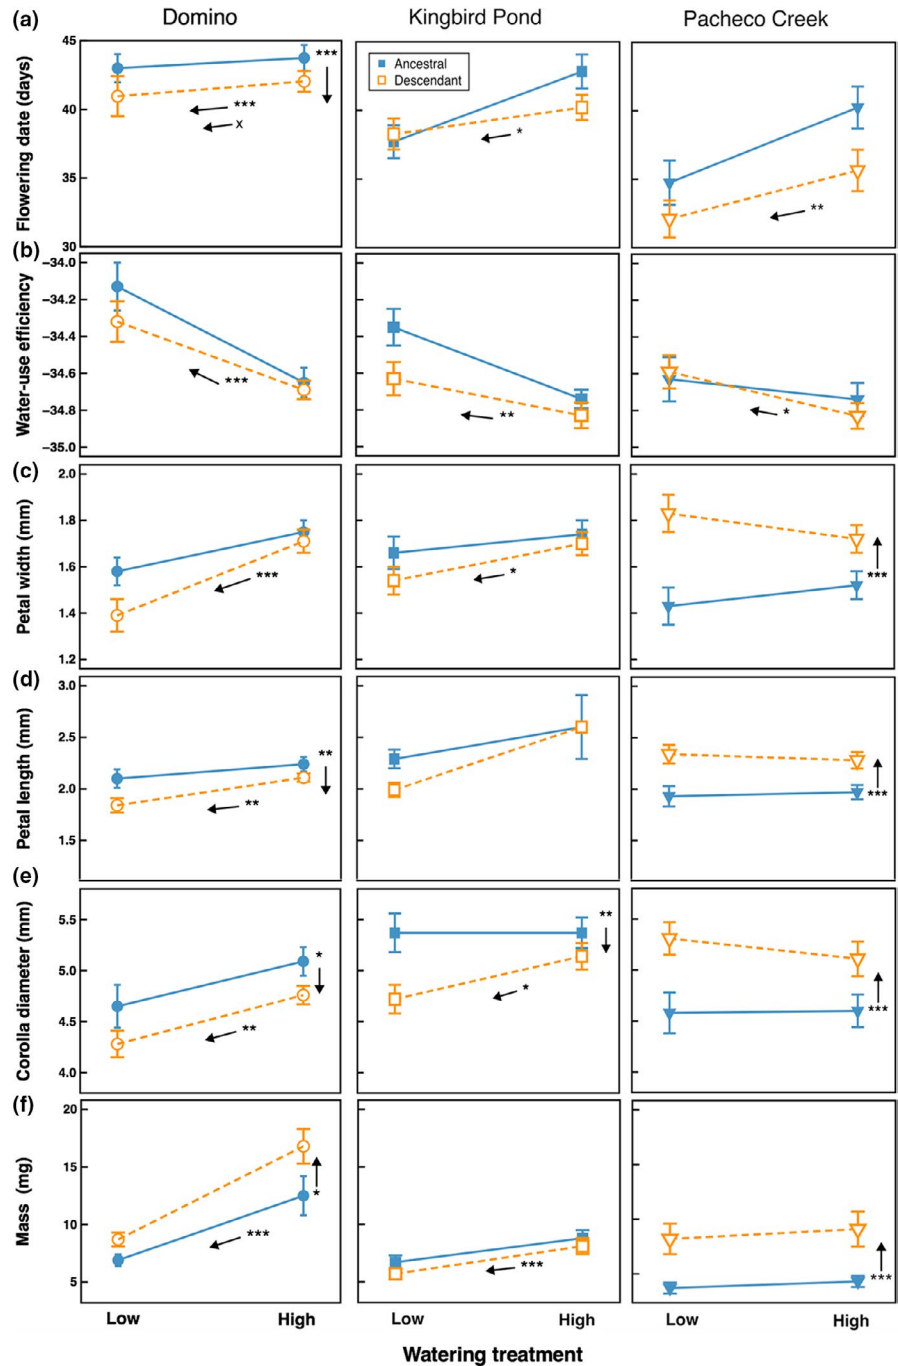 (a) Domino Kingbird Pond Pacheco Creek
Flowering date (days)
45
40
35
30
***
***
x
Ancestral
Descendant
*
**
(b)
Water-use efficiency
−34.0
−34.2
−34.4
−34.6
−34.8
−35.0
***
**
*
(c)
Petal width (mm)
2.0
1.8
1.6
1.4
1.2
***
*
***
(d)
Petal length (mm)
3.0
2.5
2.0
1.5
**
**
***
(e)
Corolla diameter (mm)
5.5
5.0
4.5
4.0
*
**
**
*
***
(f)
Mass (mg)
20
15
10
5
*
***
***
***
Low High Low High Low High
Watering treatment